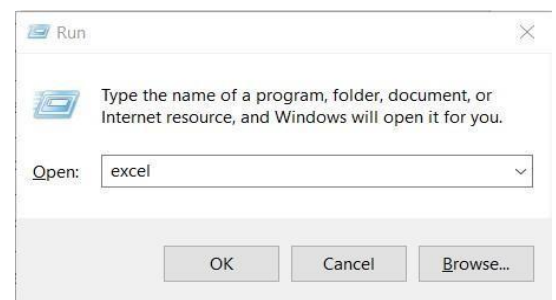 Run
Type the name of a program, folder, document, or
Internet resource, and Windows will open it for you.
Open: excel
OK Cancel Browse...